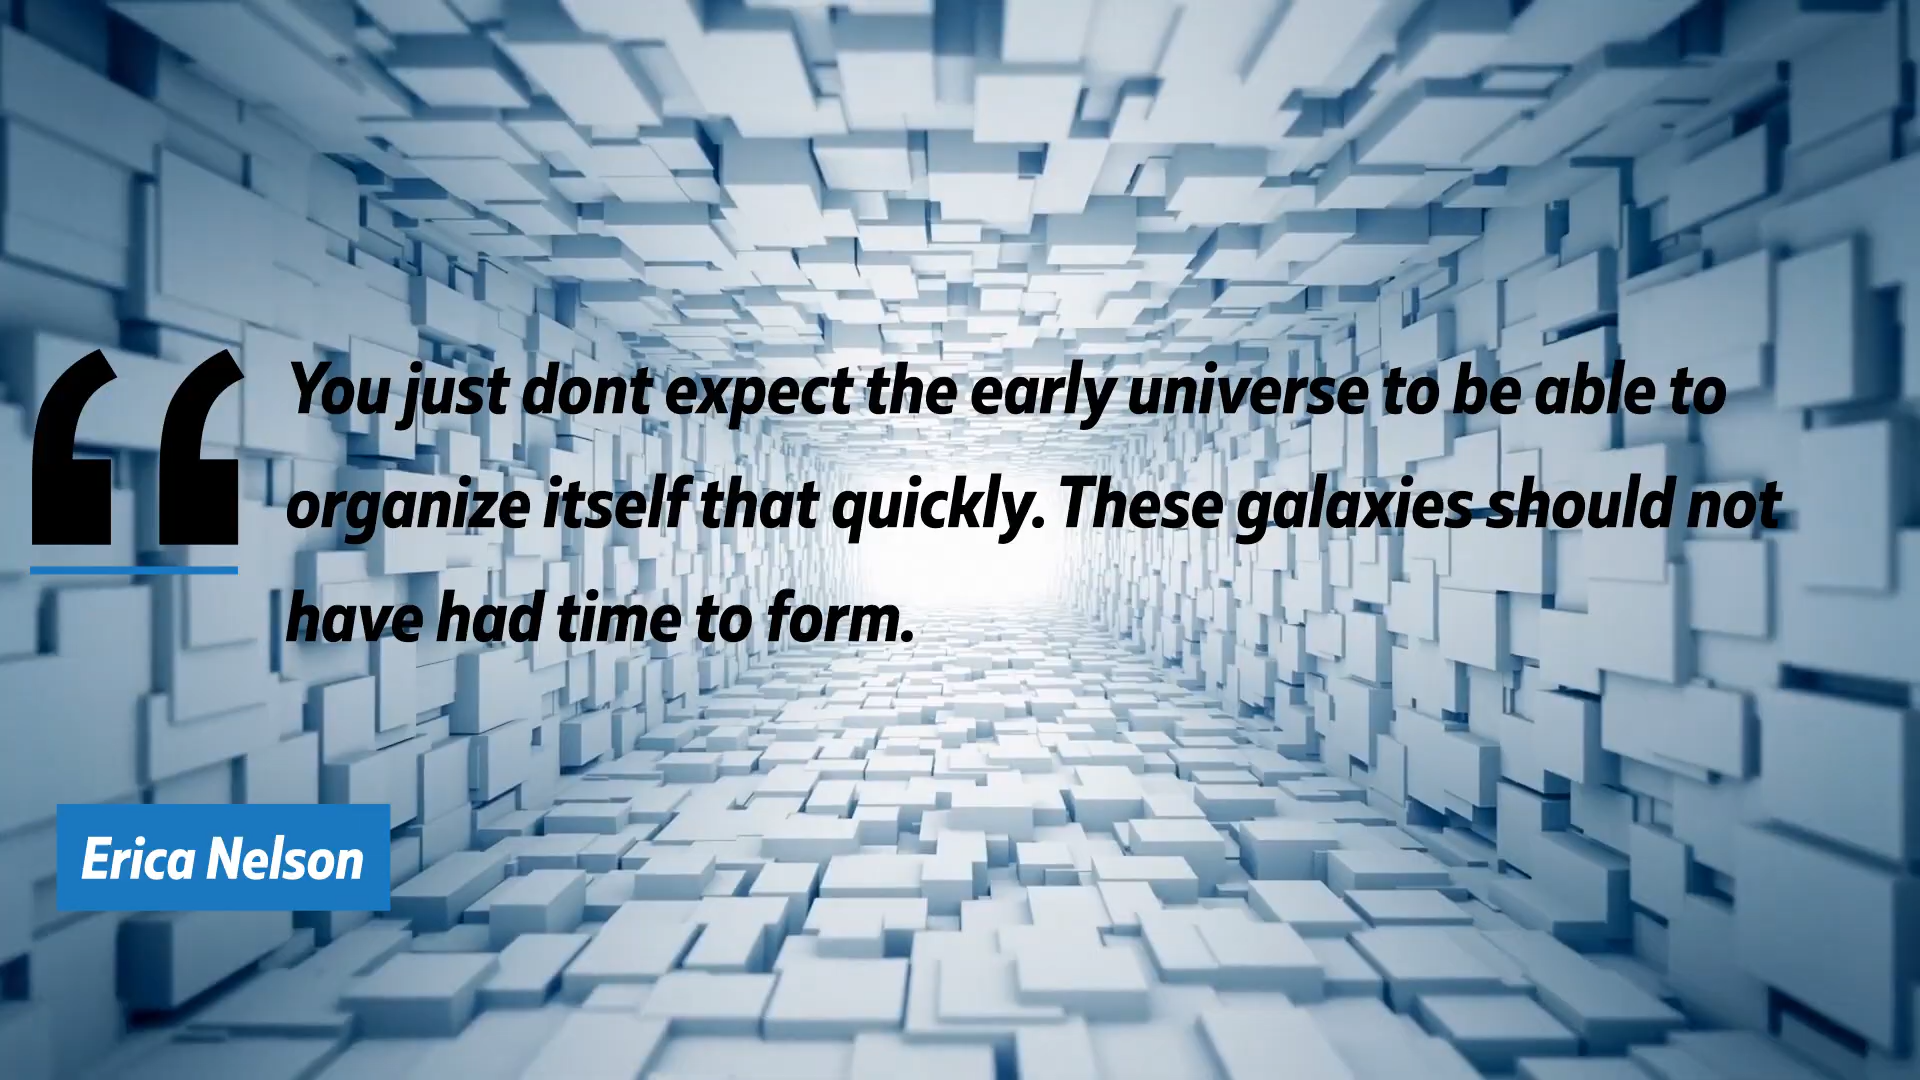 “
You just dont expect the early universe to be able to
organize itself that quickly. These galaxies should not
have had time to form.
Erica Nelson